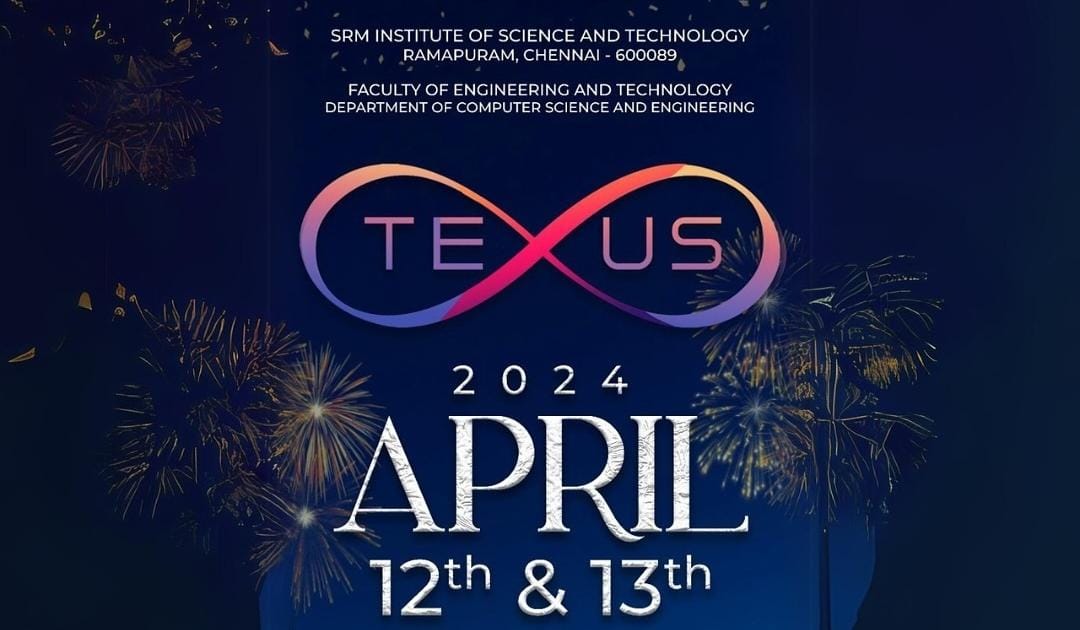 SRM INSTITUTE OF SCIENCE AND TECHNOLOGY
RAMAPURAM, CHENNAI - 600089
FACULTY OF ENGINEERING AND TECHNOLOGY
DEPARTMENT OF COMPUTER SCIENCE AND ENGINEERING
TEXUS
2024
APRIL
12th & 13th